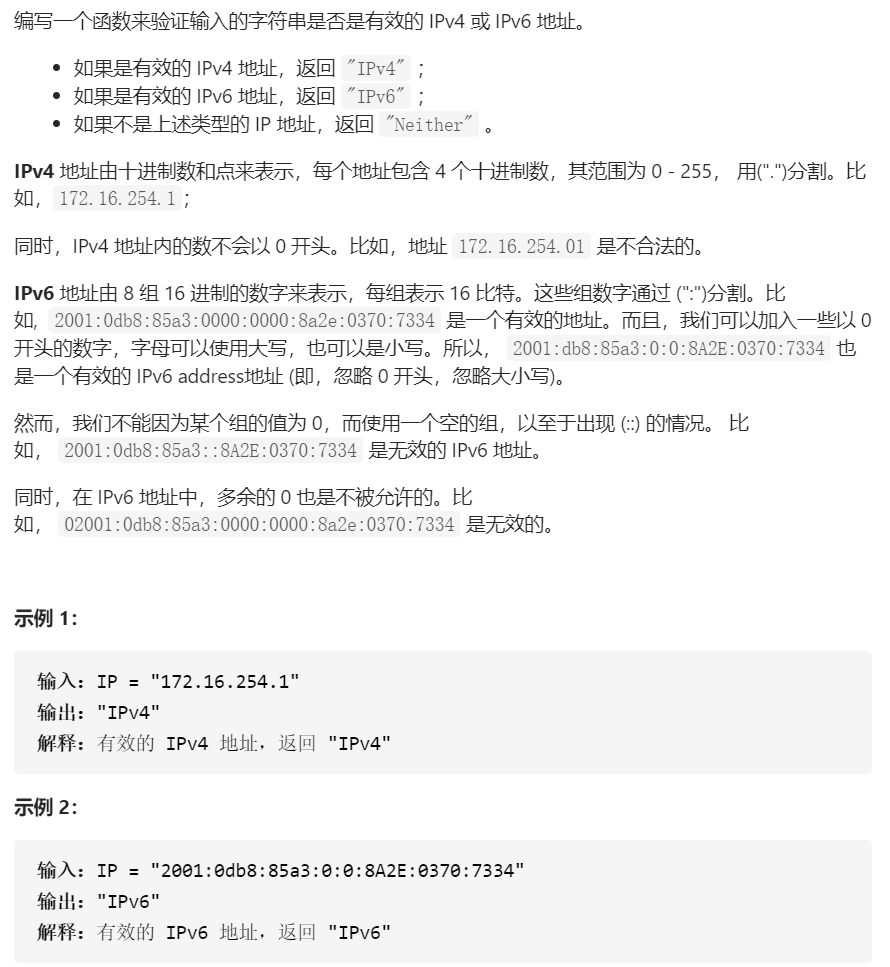 编写一个函数来验证输入的字符串是否是有效的 IPv4 或 IPv6 地址。
• 如果是有效的 IPv4 地址，返回 "IPv4" ；
• 如果是有效的 IPv6 地址，返回 "IPv6" ；
• 如果不是上述类型的 IP 地址，返回 "Neither" 。
IPv4 地址由十进制数和点来表示，每个地址包含 4 个十进制数，其范围为 0 - 255， 用(".")分割。比
如，172.16.254.1；
同时，IPv4 地址内的数不会以 0 开头。比如，地址 172.16.254.01 是不合法的。
IPv6 地址由 8 组 16 进制的数字来表示，每组表示 16 比特。这些组数字通过 (":")分割。比
如, 2001:0db8:85a3:0000:0000:8a2e:0370:7334 是一个有效的地址。而且，我们可以加入一些以 0
开头的数字，字母可以使用大写，也可以是小写。所以， 2001:db8:85a3:0:0:8A2E:0370:7334 也
是一个有效的 IPv6 address地址 (即，忽略 0 开头，忽略大小写)。
然而，我们不能因为某个组的值为 0，而使用一个空的组，以至于出现 (::) 的情况。 比
如， 2001:0db8:85a3::8A2E:0370:7334 是无效的 IPv6 地址。
同时，在 IPv6 地址中，多余的 0 也是不被允许的。比
如， 02001:0db8:85a3:0000:0000:8a2e:0370:7334 是无效的。
示例 1：
输入：IP = "172.16.254.1"
输出："IPv4"
解释：有效的 IPv4 地址，返回 "IPv4"
示例 2：
输入：IP = "2001:0db8:85a3:0:0:8A2E:0370:7334"
输出："IPv6"
解释：有效的 IPv6 地址，返回 "IPv6"